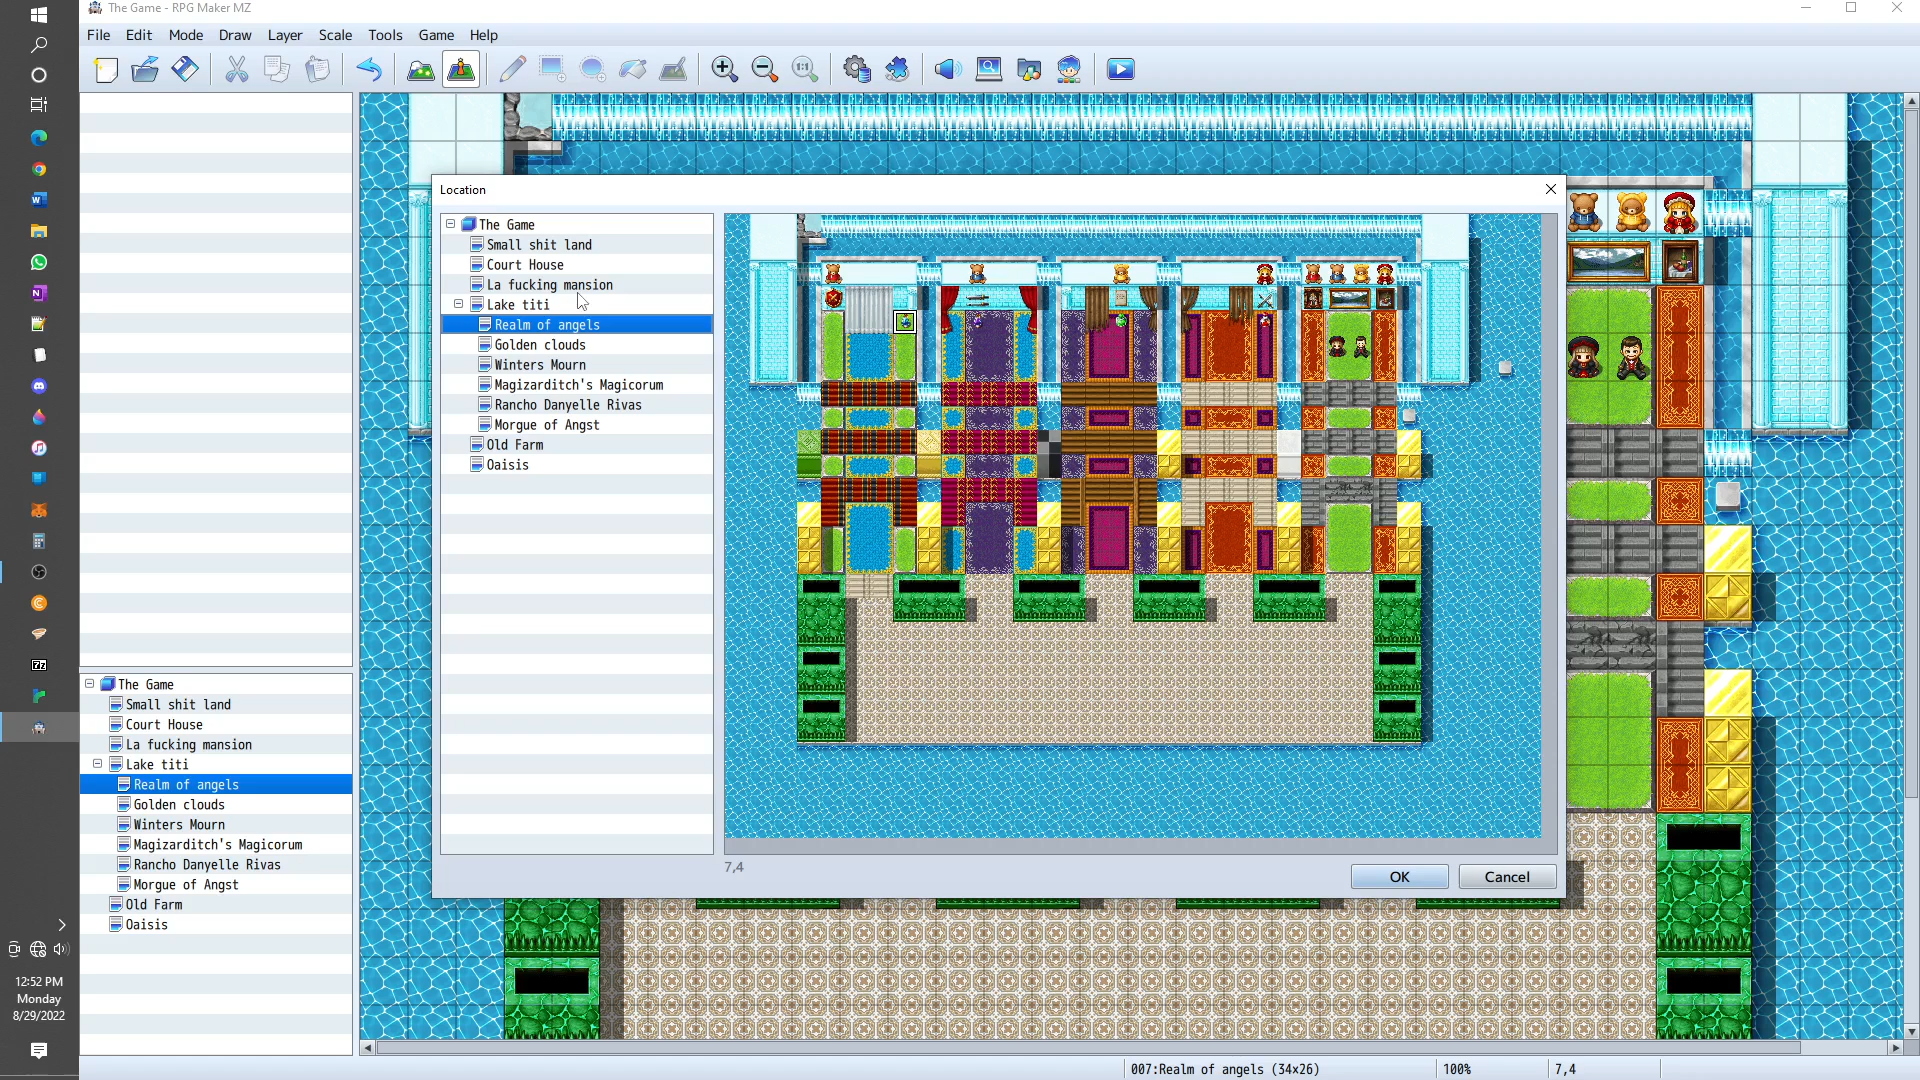 The Game - RPG Maker MZ
File Edit Mode Draw Layer Scale Tools Game Help
1:1
Location
The Game
Small shit land
Court House
La fucking mansion
Lake titi
Realm of angels
Golden clouds
Winters Mourn
Magizarditch's Magicorum
Rancho Danyelle Rivas
Morgue of Angst
Old Farm
Oaisis
7,4
OK Cancel
The Game
Small shit land
Court House
La fucking mansion
Lake titi
Realm of angels
Golden clouds
Winters Mourn
Magizarditch's Magicorum
Rancho Danyelle Rivas
Morgue of Angst
Old Farm
Oaisis
12:52 PM
Monday
8/29/2022
007:Realm of angels (34x26) 100% 7,4